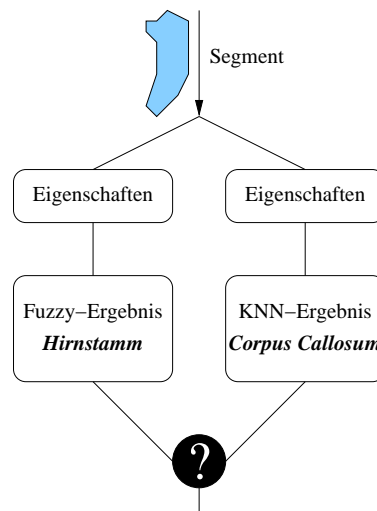 Segment
Eigenschaften
Eigenschaften
Fuzzy–Ergebnis
Hirnstamm
KNN–Ergebnis
Corpus Callosum
?